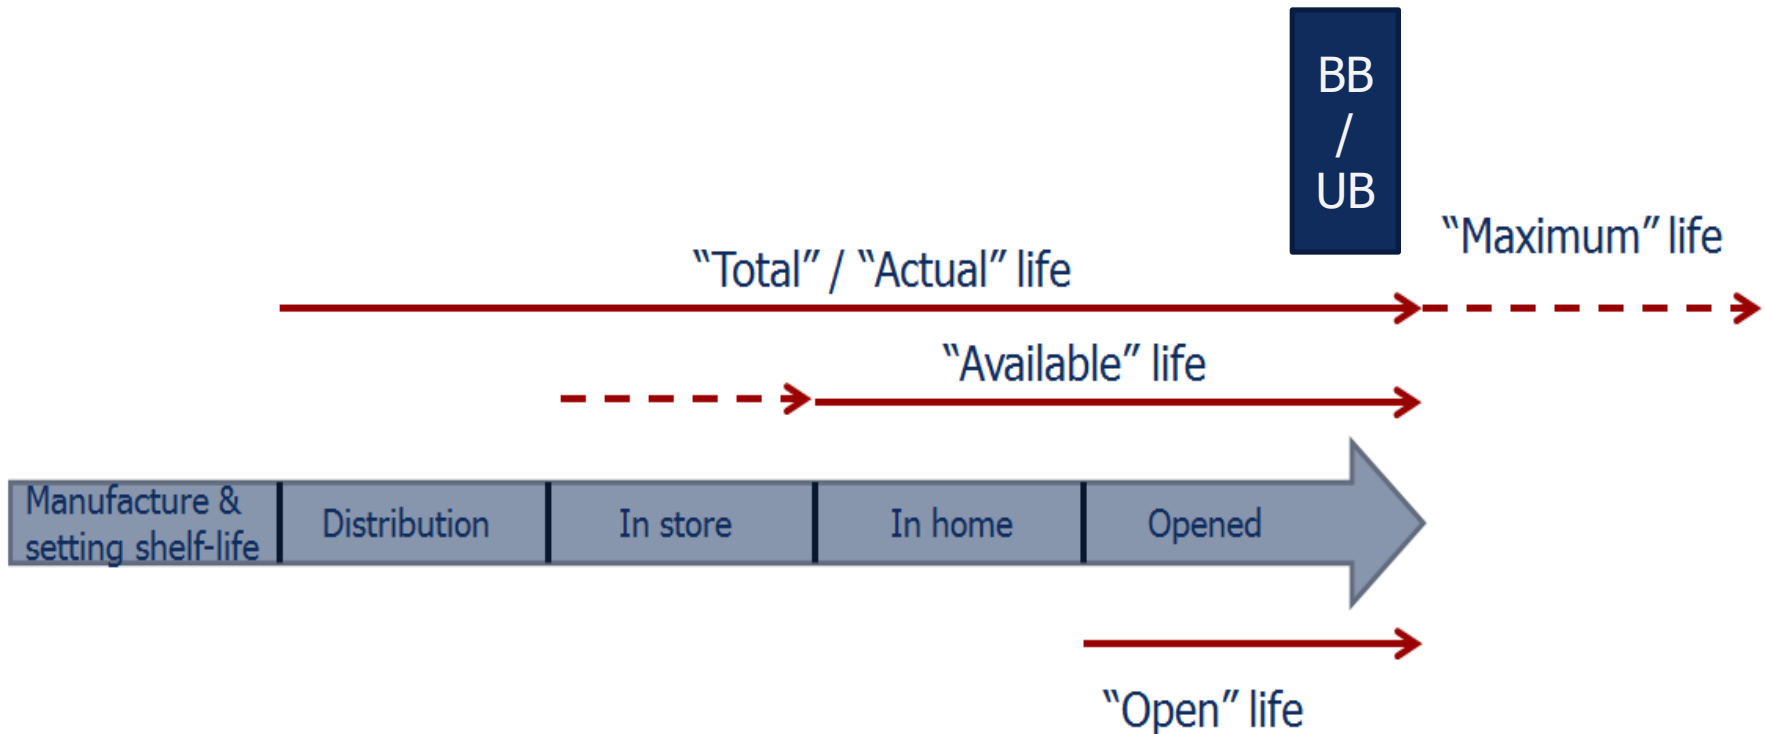 BB
/
UB
“Maximum” life
“Total” / “Actual” life
“Available” life
Manufacture &
setting shelf-life
Distribution
In store
In home
Opened
“Open” life